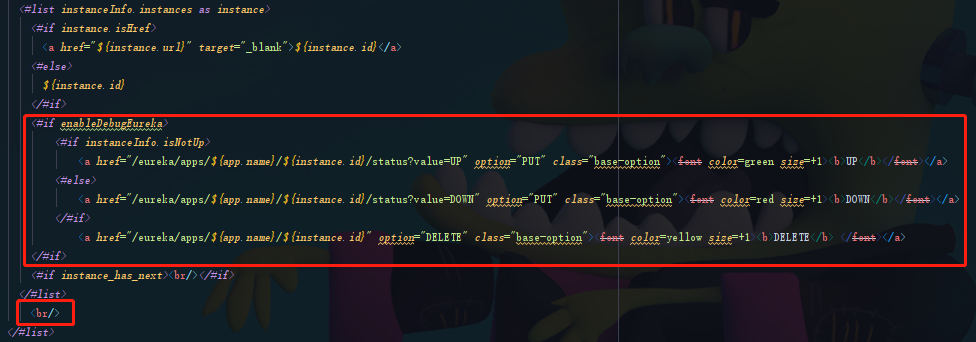 <#list instanceInfo.instances as instance>
<#if instance.isHref>
<a href="${instance.url}" target="_blank">${instance.id}</a>
<#else>
${instance.id}
</#if>
<#if enableDebugEureka>
<#if instanceInfo.isNotUp>
<a href="/eureka/apps/${app.name}/${instance.id}/status?value=UP" option="PUT" class="base-option"><font color=green size=+1><b>UP</b></font></a>
<#else>
<a href="/eureka/apps/${app.name}/${instance.id}/status?value=DOWN" option="PUT" class="base-option"><font color=red size=+1><b>DOWN</b></font></a>
</#if>
<a href="/eureka/apps/${app.name}/${instance.id}" option="DELETE" class="base-option"><font color=yellow size=+1><b>DELETE</b> </font></a>
</#if>
<#if instance_has_next><br/></#if>
</#list>
<br/>
</#list>